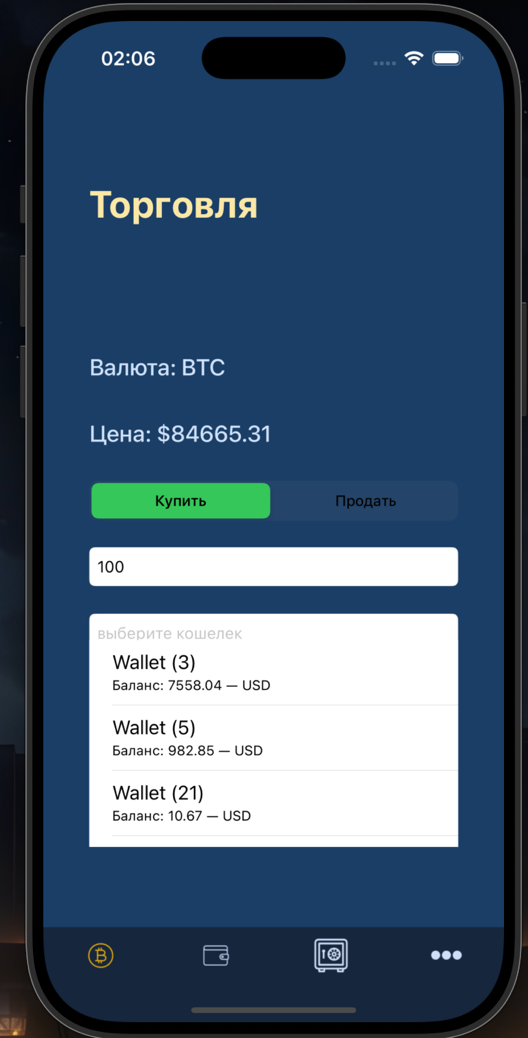 02:06
Торговля
Валюта: BTC
Цена: $84665.31
Купить Продать
100
выберите кошелек
Wallet (3)
Баланс: 7558.04 — USD
Wallet (5)
Баланс: 982.85 — USD
Wallet (21)
Баланс: 10.67 — USD